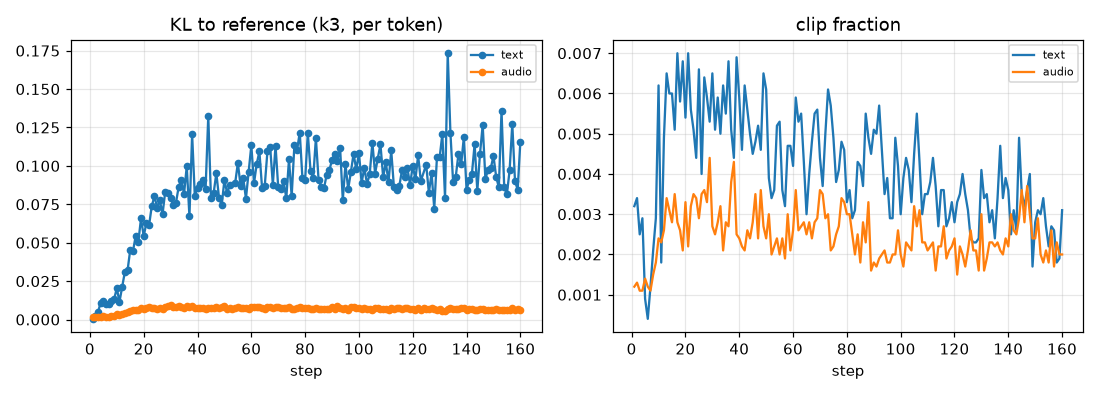 KL to reference (k3, per token)
0.175
0.150
0.125
0.100
0.075
0.050
0.025
0.000
0 20 40 60 80 100 120 140 160
step
text
audio
clip fraction
0.007
0.006
0.005
0.004
0.003
0.002
0.001
0 20 40 60 80 100 120 140 160
step
text
audio